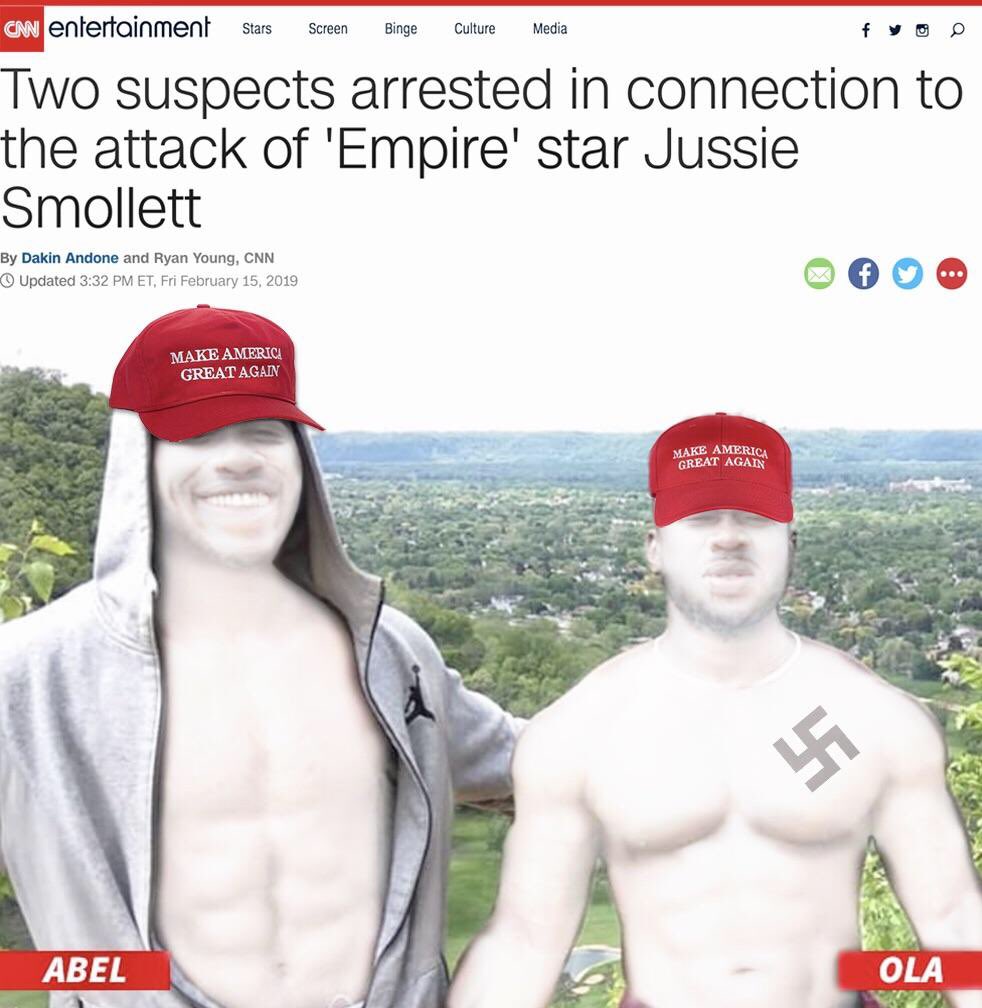 CNN entertainment Stars Screen Binge Culture Media
Two suspects arrested in connection to
the attack of 'Empire' star Jussie
Smollett
By Dakin Andone and Ryan Young, CNN
Updated 3:32 PM ET, Fri February 15, 2019
MAKE AMERICA
GREAT AGAIN
MAKE AMERICA
GREAT AGAIN
ABEL
OLA